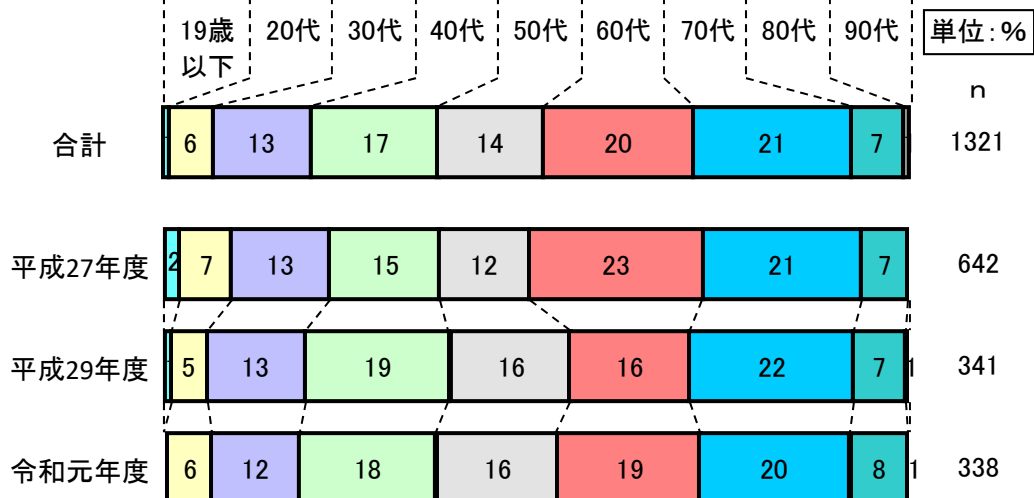 19歳以下 20代 30代 40代 50代 60代 70代 80代 90代 単位:%
n
合計 6 13 17 14 20 21 7 1321
平成27年度 2 7 13 15 12 23 21 7 642
平成29年度 5 13 19 16 16 22 7 1 341
令和元年度 6 12 18 16 19 20 8 1 338